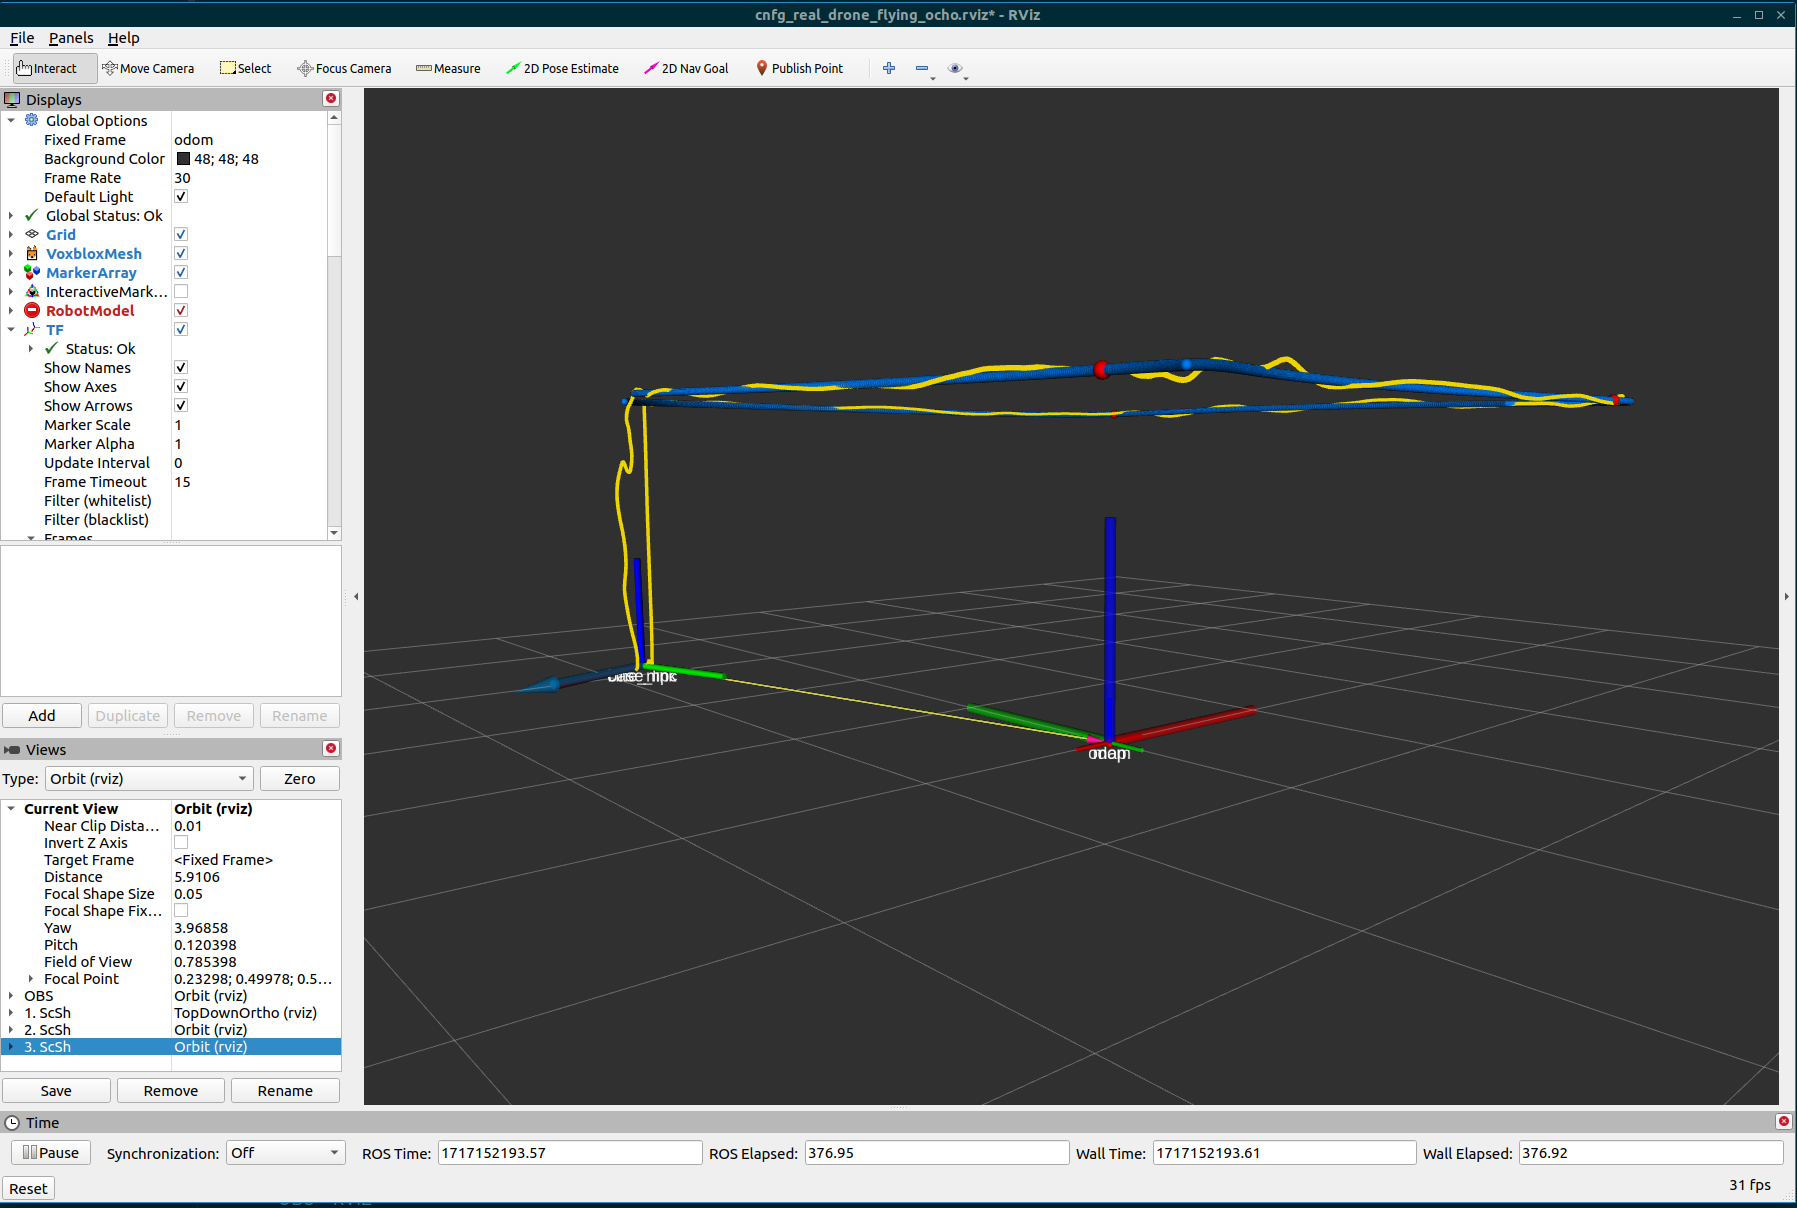 cnfg_real_drone_flying_ocho.rviz* - RViz
File Panels Help
Interact Move Camera Select Focus Camera Measure 2D Pose Estimate 2D Nav Goal Publish Point
Displays
Global Options
Fixed Frame odom
Background Color 48; 48; 48
Frame Rate 30
Default Light
Global Status: Ok
Grid
VoxbloxMesh
MarkerArray
InteractiveMark...
RobotModel
TF
Status: Ok
Show Names
Show Axes
Show Arrows
Marker Scale 1
Marker Alpha 1
Update Interval 0
Frame Timeout 15
Filter (whitelist)
Filter (blacklist)
Frames
Add Duplicate Remove Rename
Views
Type: Orbit (rviz) Zero
Current View Orbit (rviz)
Near Clip Dista... 0.01
Invert Z Axis
Target Frame <Fixed Frame>
Distance 5.9106
Focal Shape Size 0.05
Focal Shape Fix...
Yaw 3.96858
Pitch 0.120398
Field of View 0.785398
Focal Point 0.23298; 0.49978; 0.5...
OBS Orbit (rviz)
1. ScSh TopDownOrtho (rviz)
2. ScSh Orbit (rviz)
3. ScSh Orbit (rviz)
Save Remove Rename
Time
Pause Synchronization: Off ROS Time: 1717152193.57 ROS Elapsed: 376.95 Wall Time: 1717152193.61 Wall Elapsed: 376.92
Reset 31 fps